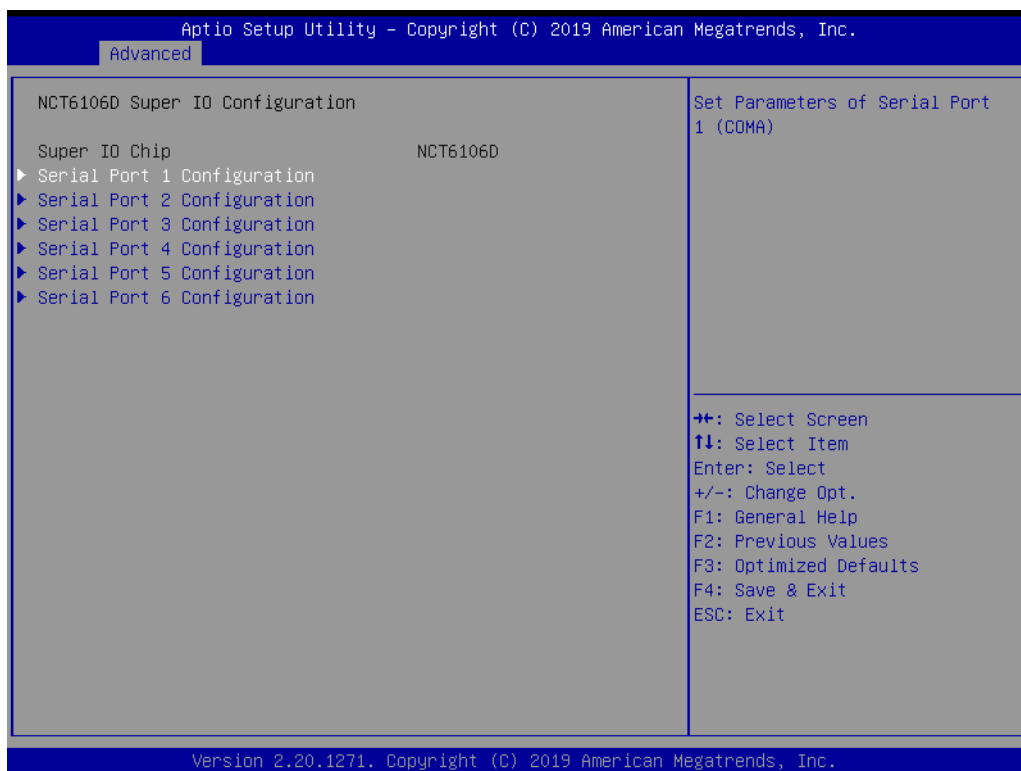 Aptio Setup Utility – Copyright (C) 2019 American Megatrends, Inc.
Advanced
NCT6106D Super IO Configuration
Super IO Chip NCT6106D
▶ Serial Port 1 Configuration
▶ Serial Port 2 Configuration
▶ Serial Port 3 Configuration
▶ Serial Port 4 Configuration
▶ Serial Port 5 Configuration
▶ Serial Port 6 Configuration
Set Parameters of Serial Port
1 (COMA)
→←: Select Screen
↑↓: Select Item
Enter: Select
+/-: Change Opt.
F1: General Help
F2: Previous Values
F3: Optimized Defaults
F4: Save & Exit
ESC: Exit
Version 2.20.1271. Copyright (C) 2019 American Megatrends, Inc.